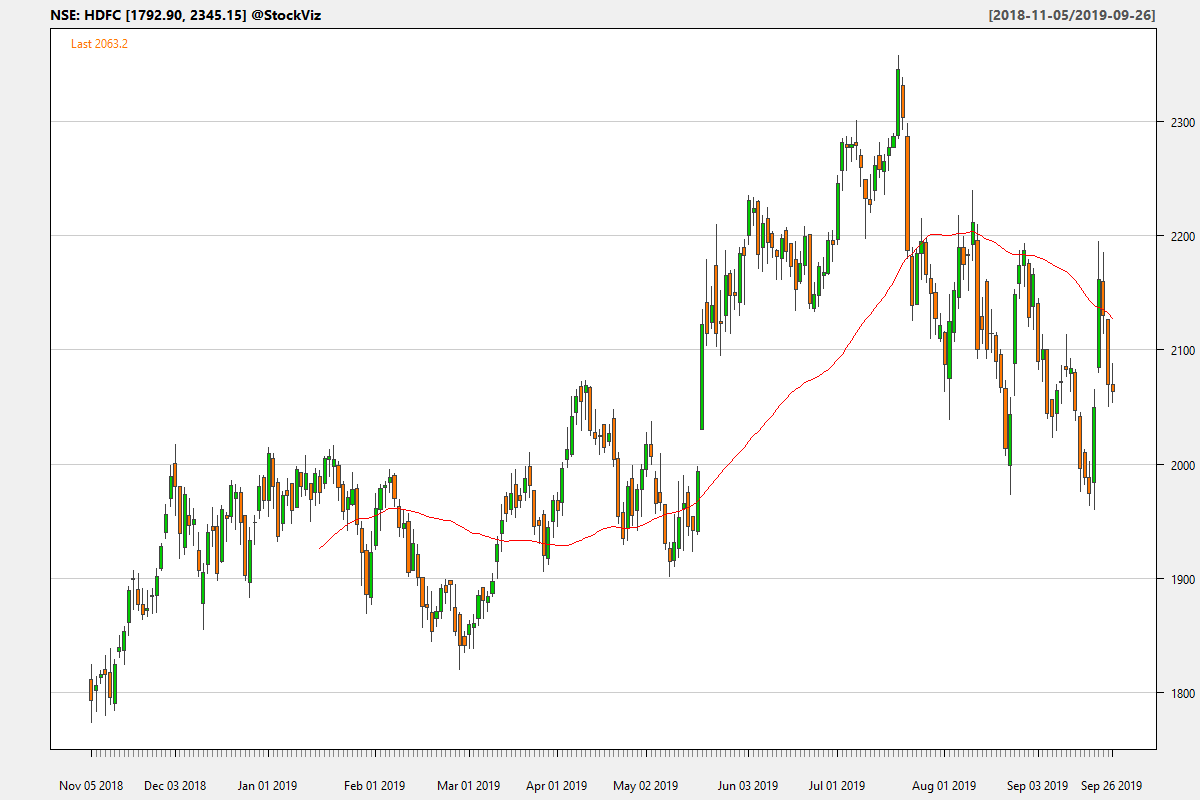 NSE: HDFC [1792.90, 2345.15] @StockViz [2018-11-05/2019-09-26]
Last 2063.2
2300
2200
2100
2000
1900
1800
Nov 05 2018 Dec 03 2018 Jan 01 2019 Feb 01 2019 Mar 01 2019 Apr 01 2019 May 02 2019 Jun 03 2019 Jul 01 2019 Aug 01 2019 Sep 03 2019 Sep 26 2019